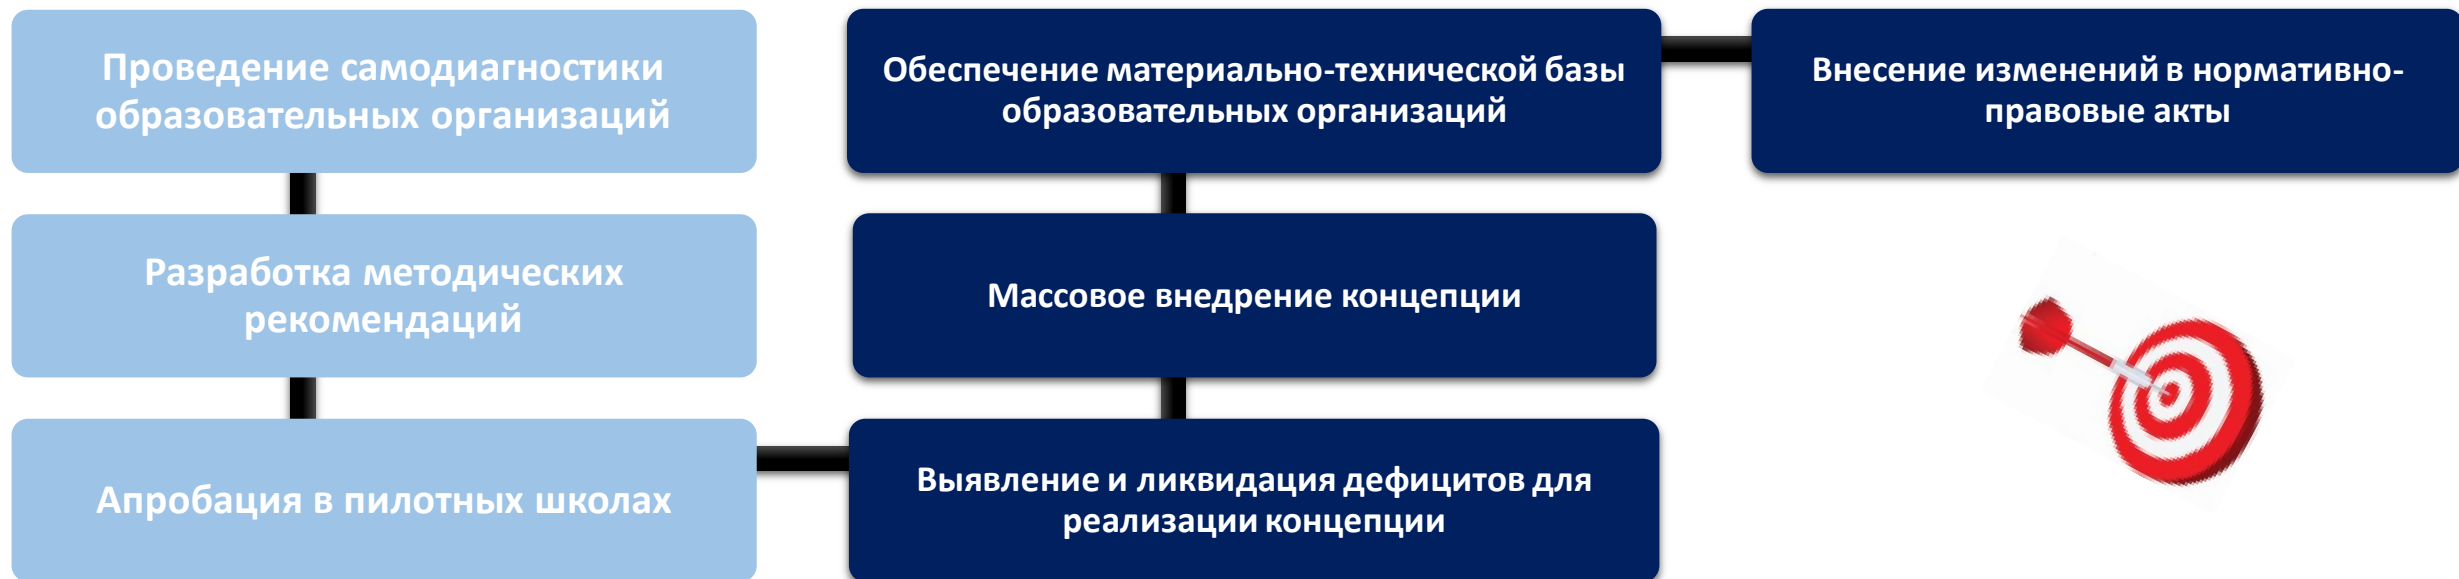 Проведение самодиагностики
образовательных организаций
Разработка методических
рекомендаций
Апробация в пилотных школах
Выявление и ликвидация дефицитов для
реализации концепции
Массовое внедрение концепции
Обеспечение материально-технической базы
образовательных организаций
Внесение изменений в нормативно-
правовые акты